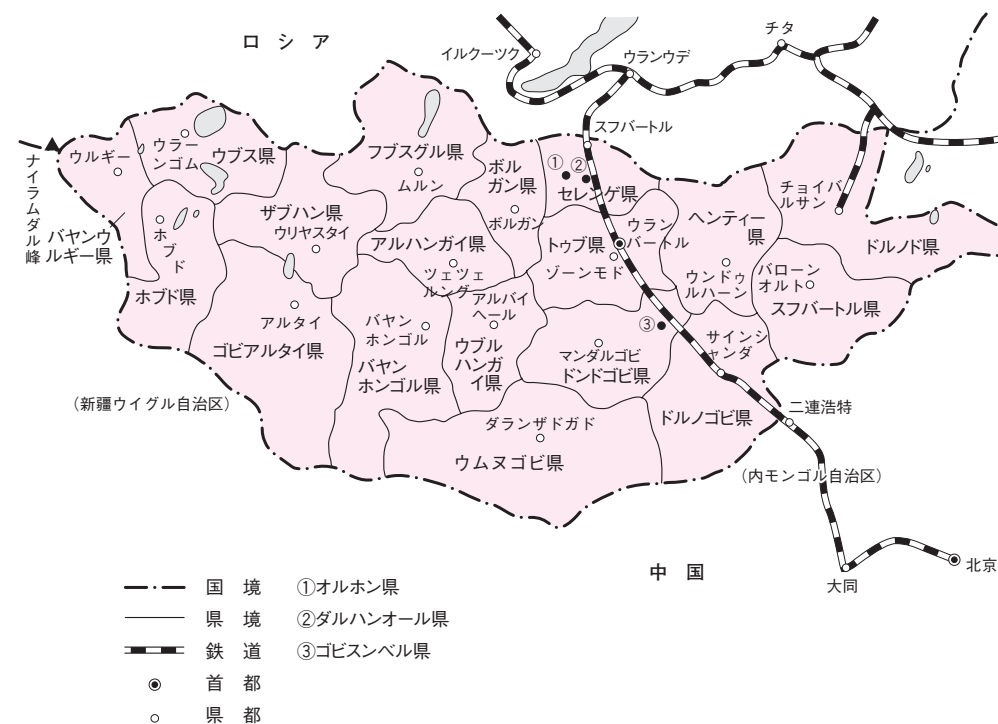 ロシア
イルクーツク
ウランウデ
チタ
スフバートル
ナイラムダル峰
ウルギー
バヤンウ
ルギー県
ウラー
ンゴム
ウブス県
ホブド
ホブド県
ザブハン県
ウリヤスタイ
フブスグル県
ムルン
ボル
ガン県
ボルガン
①
②
セレンゲ県
アルハンガイ県
ツェツェ
ルレング
トゥブ県
ウラン
バートル
ゾーンモド
ヘンティー
県
ウンドゥ
ルハーン
チョイバ
ルサン
ドルノド県
バローン
オルト
スフバートル県
アルタイ
ゴビアルタイ県
バヤン
ホンゴル
バヤン
ホンゴル県
アルバイ
ヘール
ウブル
ハンガ
イ県
③
マンダルゴビ
ドンドゴビ県
サインシ
ャンダ
ドルノゴビ県
ダランザドガド
ウムヌゴビ県
(新疆ウイグル自治区)
二連浩特
(内モンゴル自治区)
中国
大同
北京
国境
県境
鉄道
首都
県都
①オルホン県
②ダルハンオール県
③ゴビスンベル県